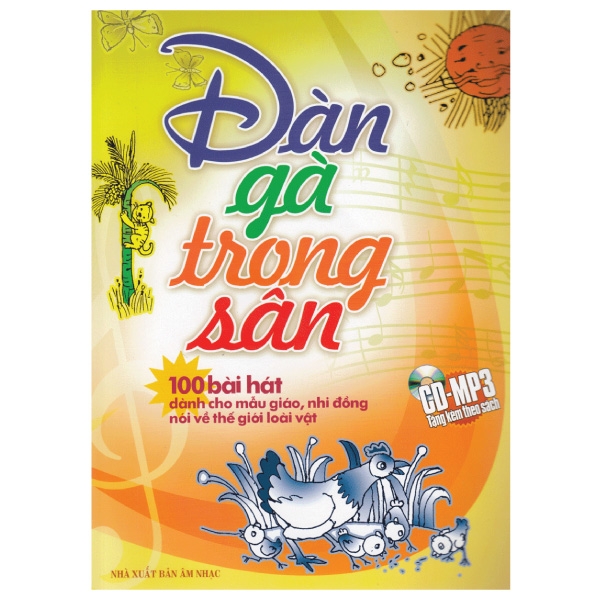 Đàn
gà
trong
sân
100 bài hát
dành cho mẫu giáo, nhi đồng
nói về thế giới loài vật
CD-MP3
Tặng kèm theo sách
NHÀ XUẤT BẢN ÂM NHẠC